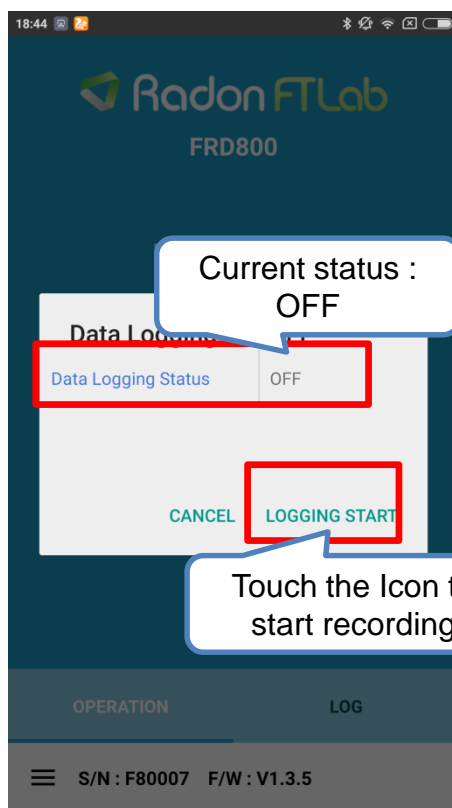 18:44
Radon FTLab
FRD800
Current status :
OFF
Data Logging
Data Logging Status OFF
CANCEL LOGGING START
Touch the Icon
start recording
OPERATION LOG
S/N : F80007 F/W : V1.3.5